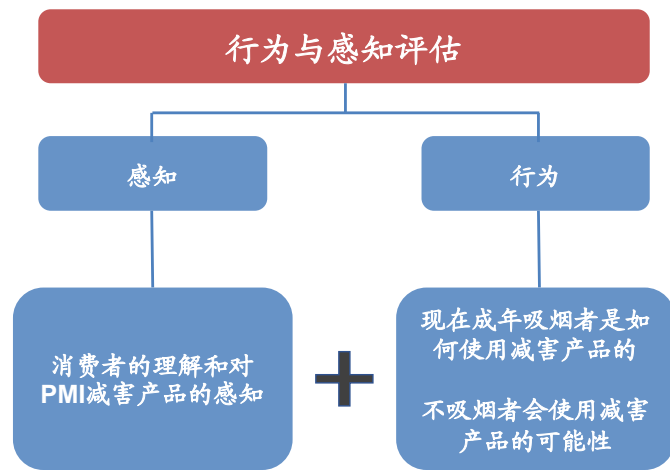 行为与感知评估
感知
行为
消费者的理解和对
PMI减害产品的感知
现在成年吸烟者是如
何使用减害产品的
不吸烟者会使用减害
产品的可能性